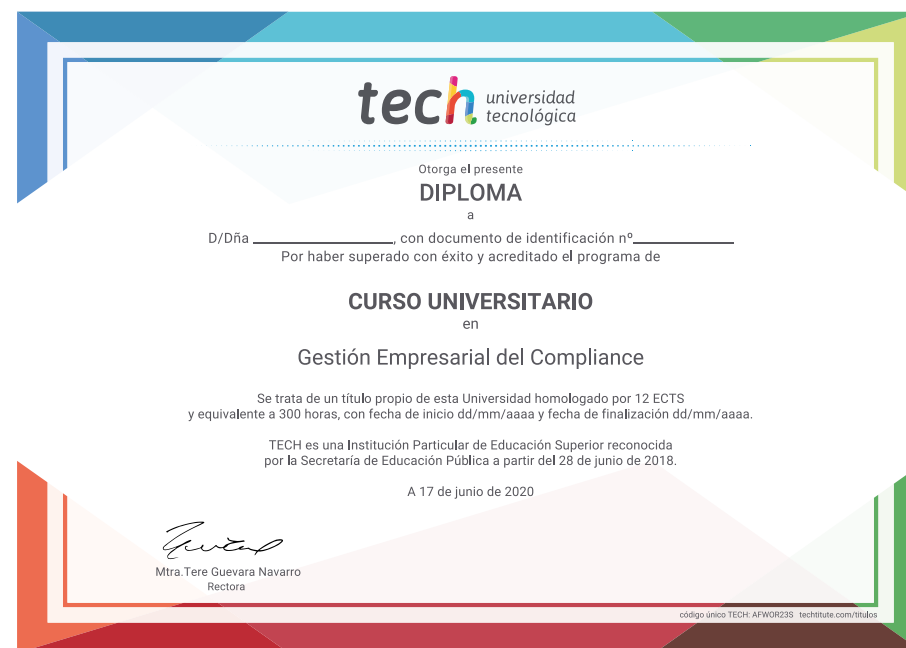 tech universidad
tecnológica
Otorga el presente
DIPLOMA
a
D/Dña ____________________, con documento de identificación nº______________
Por haber superado con éxito y acreditado el programa de
CURSO UNIVERSITARIO
en
Gestión Empresarial del Compliance
Se trata de un título propio de esta Universidad homologado por 12 ECTS
y equivalente a 300 horas, con fecha de inicio dd/mm/aaaa y fecha de finalización dd/mm/aaaa.
TECH es una Institución Particular de Educación Superior reconocida
por la Secretaría de Educación Pública a partir del 28 de junio de 2018.
A 17 de junio de 2020
Mtra.Tere Guevara Navarro
Rectora
código único TECH: AFWOR23S techtitute.com/titulos